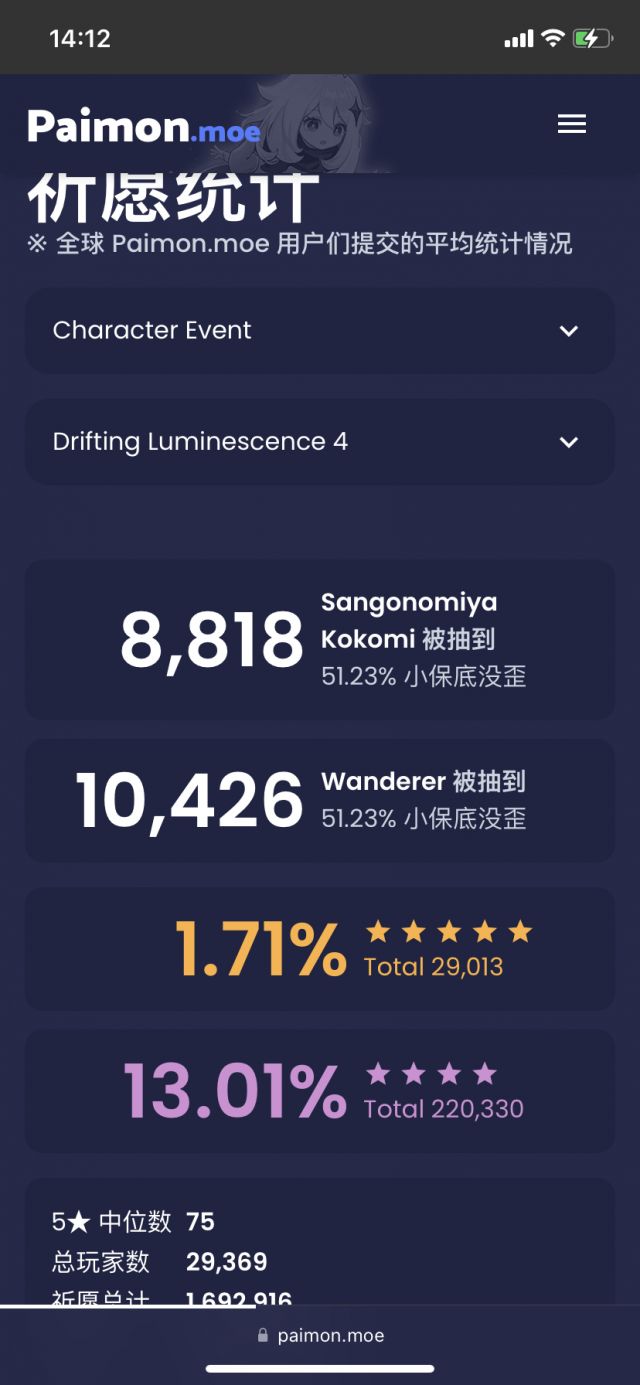 14:12
Paimon.moe
祈愿统计
※ 全球 Paimon.moe 用户们提交的平均统计情况
Character Event
Drifting Luminescence 4
8,818
Sangonomiya
Kokomi 被抽到
51.23% 小保底没歪
10,426
Wanderer 被抽到
51.23% 小保底没歪
1.71%
★★★★★
Total 29,013
13.01%
★★★★
Total 220,330
5★ 中位数 75
总玩家数 29,369
祈愿总计 1,692,916
paimon.moe